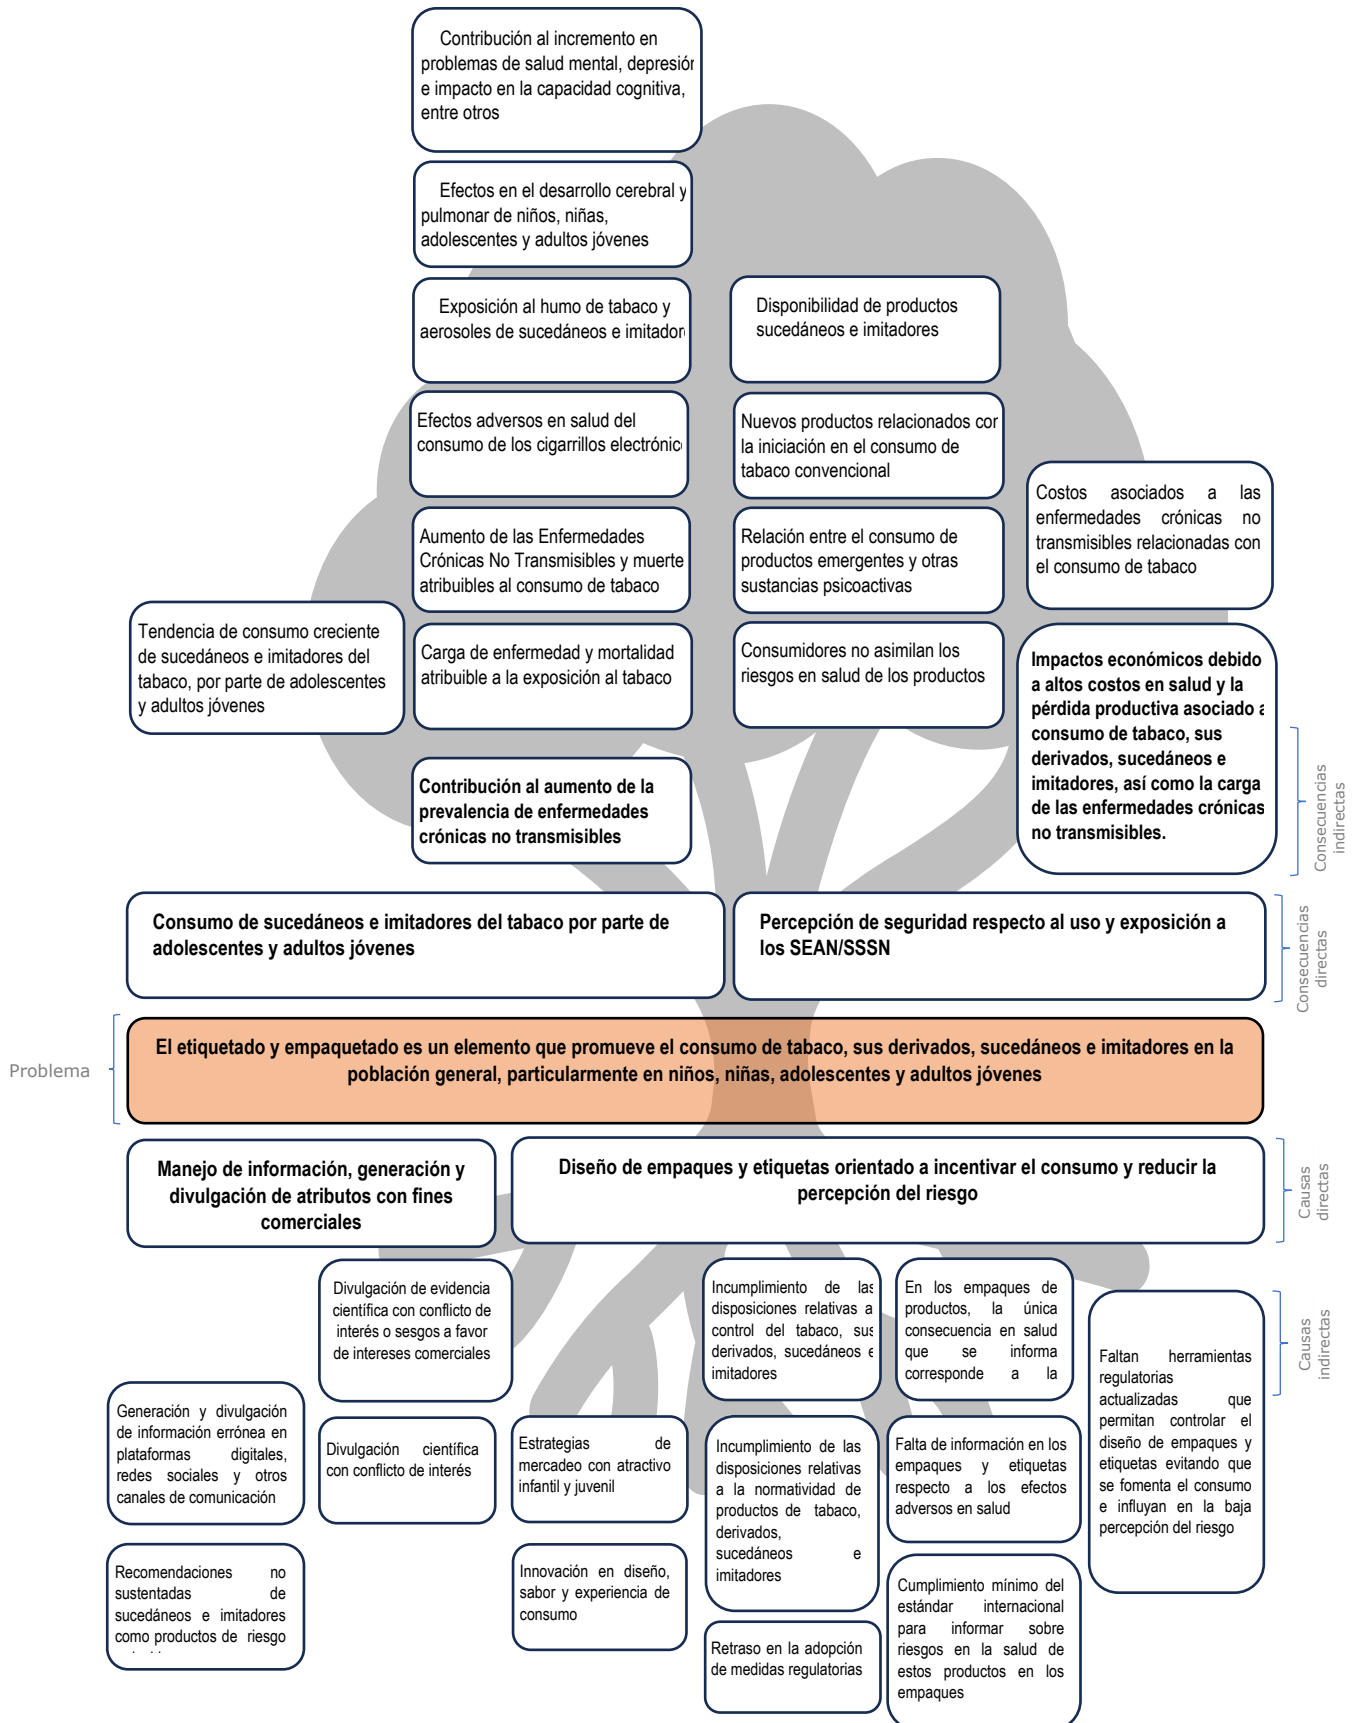 Contribución al incremento en
problemas de salud mental, depresión
e impacto en la capacidad cognitiva,
entre otros
Efectos en el desarrollo cerebral y
pulmonar de niños, niñas,
adolescentes y adultos jóvenes
Exposición al humo de tabaco y
aerosoles de sucedáneos e imitador
Disponibilidad de productos
sucedáneos e imitadores
Efectos adversos en salud del
consumo de los cigarrillos electrónic
Nuevos productos relacionados con
la iniciación en el consumo de
tabaco convencional
Costos asociados a las
enfermedades crónicas no
transmisibles relacionadas con
el consumo de tabaco
Aumento de las Enfermedades
Crónicas No Transmisibles y muerte
atribuibles al consumo de tabaco
Relación entre el consumo de
productos emergentes y otras
sustancias psicoactivas
Tendencia de consumo creciente
de sucedáneos e imitadores del
tabaco, por parte de adolescentes
y adultos jóvenes
Carga de enfermedad y mortalidad
atribuible a la exposición al tabaco
Consumidores no asimilan los
riesgos en salud de los productos
Impactos económicos debido
a altos costos en salud y la
pérdida productiva asociado a
consumo de tabaco, sus
derivados, sucedáneos e
imitadores, así como la carga
de las enfermedades crónicas
no transmisibles.
Contribución al aumento de la
prevalencia de enfermedades
crónicas no transmisibles
Consecuencias
indirectas
Consumo de sucedáneos e imitadores del tabaco por parte de
adolescentes y adultos jóvenes
Percepción de seguridad respecto al uso y exposición a
los SEAN/SSSN
Consecuencias
directas
Problema
El etiquetado y empaquetado es un elemento que promueve el consumo de tabaco, sus derivados, sucedáneos e imitadores en la
población general, particularmente en niños, niñas, adolescentes y adultos jóvenes
Manejo de información, generación y
divulgación de atributos con fines
comerciales
Diseño de empaques y etiquetas orientado a incentivar el consumo y reducir la
percepción del riesgo
Causas
directas
Divulgación de evidencia
científica con conflicto de
interés o sesgos a favor
de intereses comerciales
Incumplimiento de las
disposiciones relativas a
control del tabaco, sus
derivados, sucedáneos e
imitadores
En los empaques de
productos, la única
consecuencia en salud
que se informa
corresponde a la
Causas
indirectas
Faltan herramientas
regulatorias
actualizadas que
permitan controlar el
diseño de empaques y
etiquetas evitando que
se fomenta el consumo
e influyan en la baja
percepción del riesgo
Generación y divulgación
de información errónea en
plataformas digitales,
redes sociales y otros
canales de comunicación
Divulgación científica
con conflicto de interés
Estrategias de
mercadeo con atractivo
infantil y juvenil
Incumplimiento de las
disposiciones relativas
a la normatividad de
productos de tabaco,
derivados,
sucedáneos e
imitadores
Falta de información en los
empaques y etiquetas
respecto a los efectos
adversos en salud
Recomendaciones no
sustentadas de
sucedáneos e imitadores
como productos de riesgo
Innovación en diseño,
sabor y experiencia de
consumo
Retraso en la adopción
de medidas regulatorias
Cumplimiento mínimo del
estándar internacional
para informar sobre
riesgos en la salud de
estos productos en los
empaques